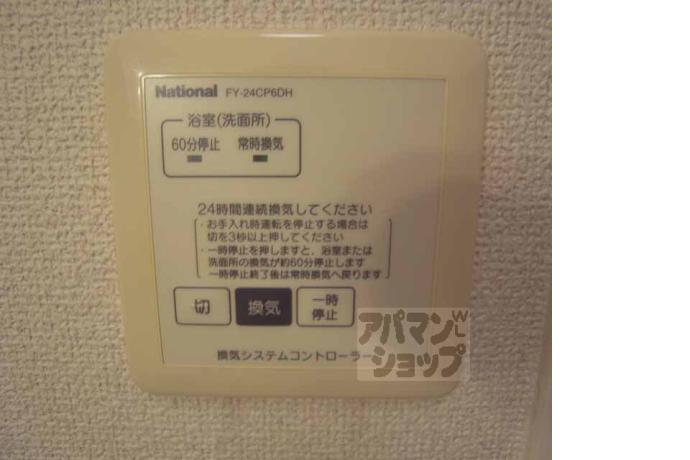 National FY-24CP6DH
浴室(洗面所)
60分停止 常時換気
24時間連続換気してください
・お手入れ時運転を停止する場合は
切を3秒以上押してください
・一時停止を押しますと、浴室または
洗面所の換気が約60分停止します
一時停止終了後は常時換気へ戻ります
切 換気 一時
停止
換気システムコントローラー
アパマン
ショップ